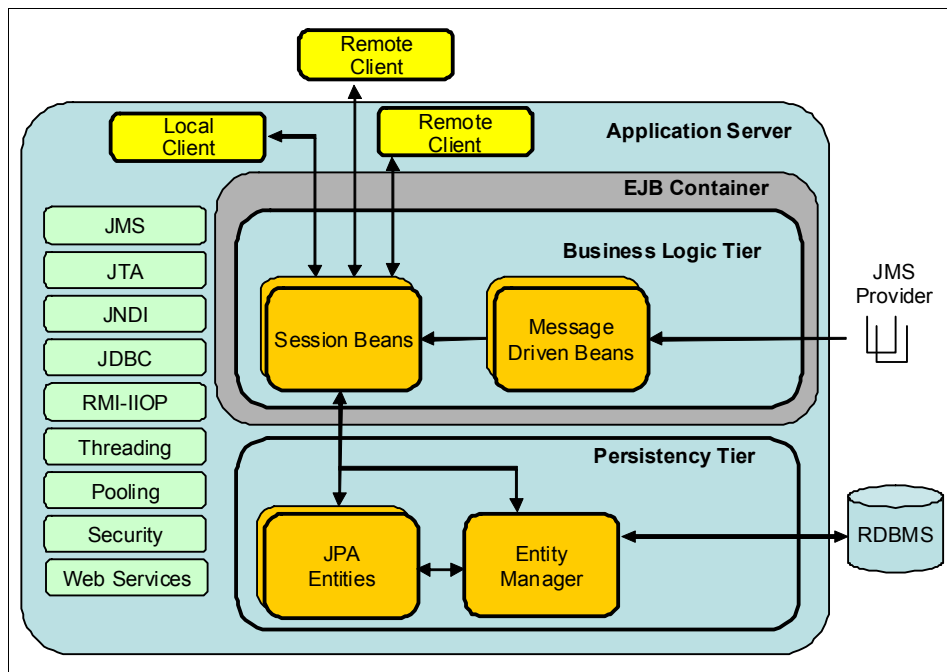 Remote
Client
Local
Client
Remote
Client
Application Server
EJB Container
JMS
JTA
JNDI
JDBC
RMI-IIOP
Threading
Pooling
Security
Web Services
Business Logic Tier
Session Beans
Message
Driven Beans
JMS
Provider
Persistency Tier
JPA
Entities
Entity
Manager
RDBMS